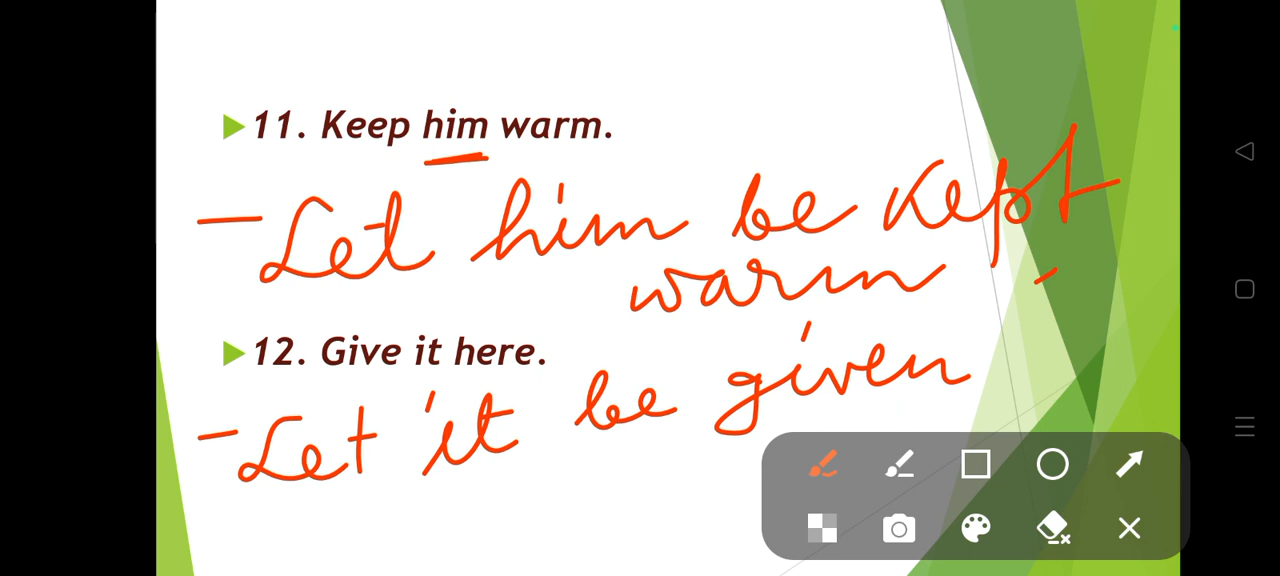 11. Keep him warm.
- Let him be kept
warm.
12. Give it here.
- Let it be given